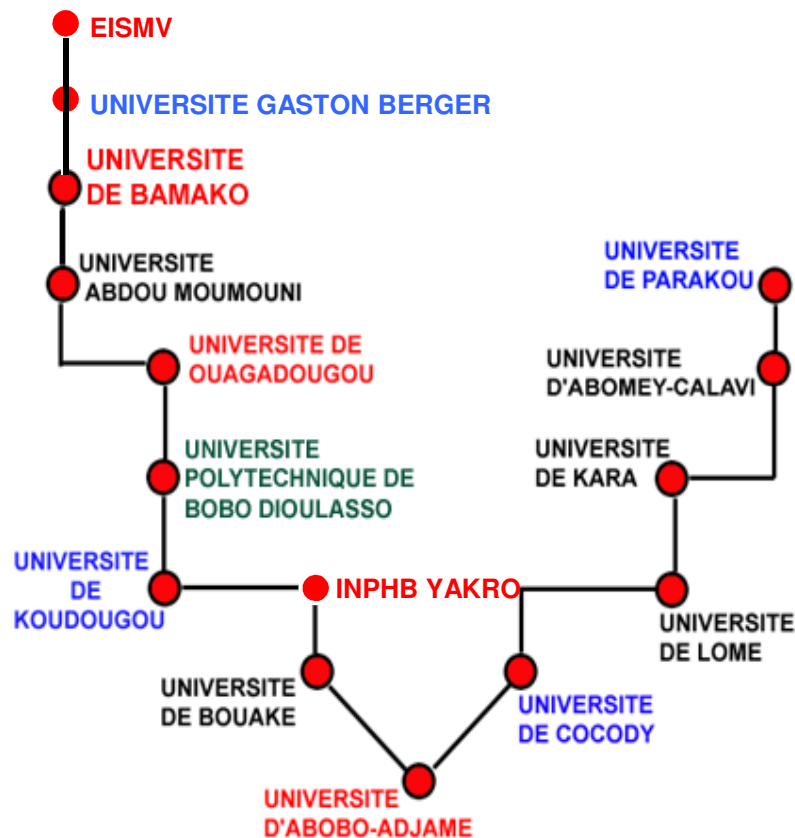 EISMV
UNIVERSITE GASTON BERGER
UNIVERSITE
DE BAMAKO
UNIVERSITE
ABDOU MOUMOUNI
UNIVERSITE
DE PARAKOU
UNIVERSITE DE
OUAGADOUGOU
UNIVERSITE
D'ABOMEY-CALAVI
UNIVERSITE
POLYTECHNIQUE DE
BOBO DIOULASSO
UNIVERSITE
DE KARA
UNIVERSITE
DE
KOUDOUGOU
INPHB YAKRO
UNIVERSITE
DE LOME
UNIVERSITE
DE BOUAKE
UNIVERSITE
DE COCODY
UNIVERSITE
D'ABOBO-ADJAME